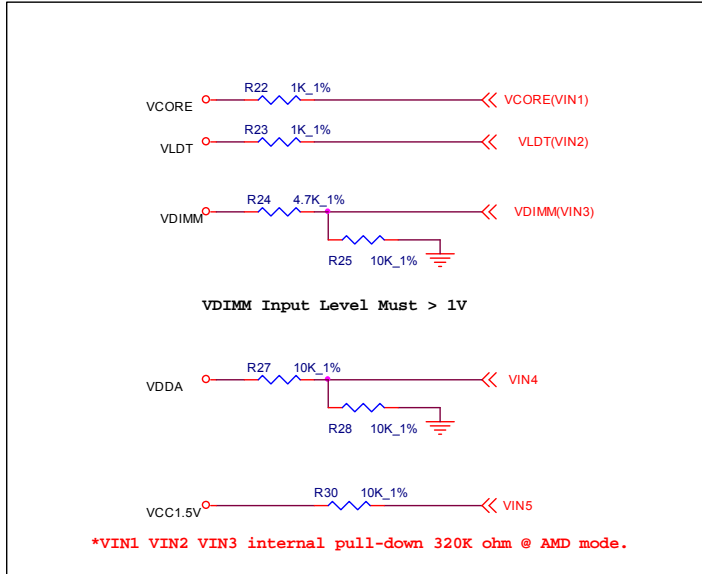 R22 1K_1%
VCORE VCORE(VIN1)
R23 1K_1%
VLDT VLDT(VIN2)
R24 4.7K_1%
VDIMM VDIMM(VIN3)
R25 10K_1%
VDIMM Input Level Must > 1V
R27 10K_1%
VDDA VIN4
R28 10K_1%
R30 10K_1%
VCC1.5V VIN5
*VIN1 VIN2 VIN3 internal pull-down 320K ohm @ AMD mode.